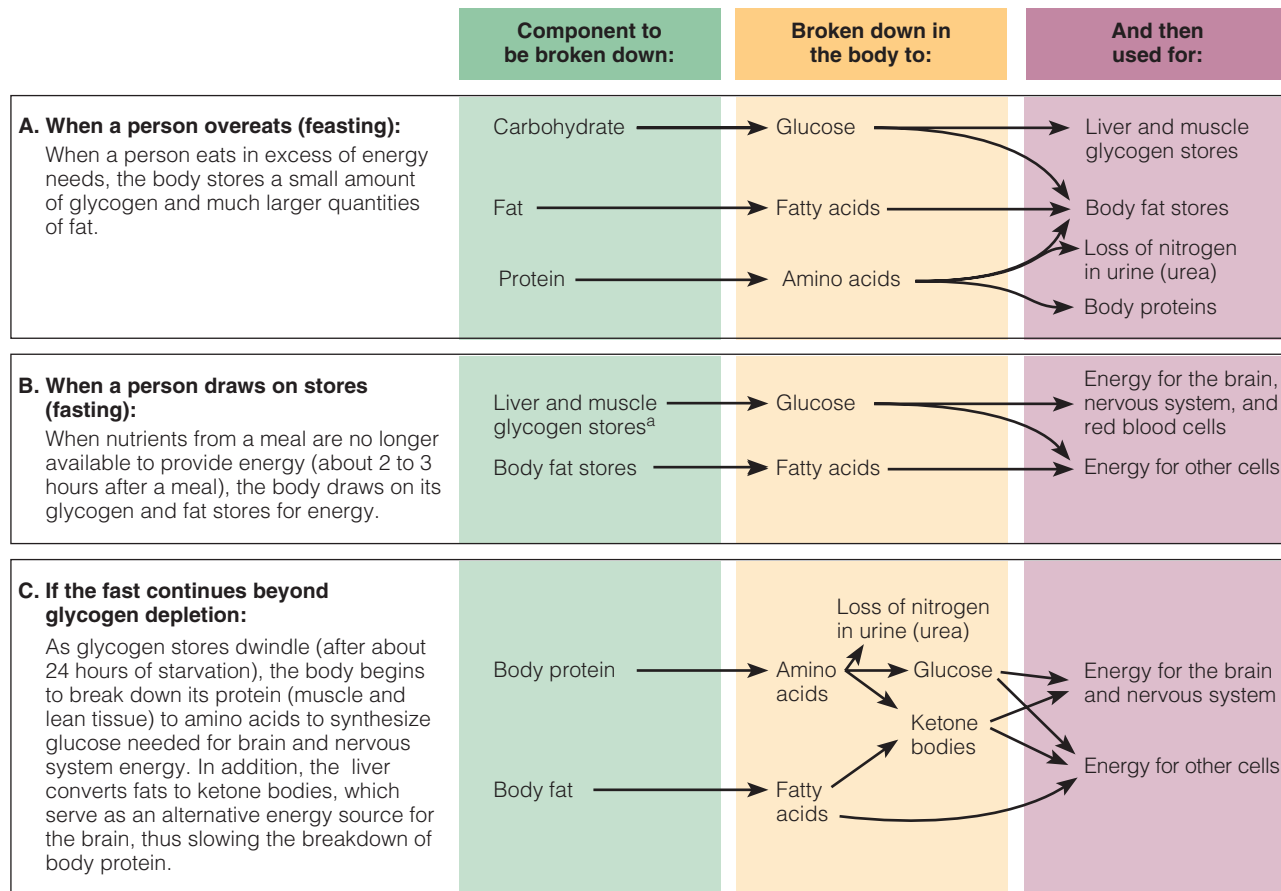 Component to
be broken down:
Broken down in
the body to:
And then
used for:
A. When a person overeats (feasting):
When a person eats in excess of energy
needs, the body stores a small amount
of glycogen and much larger quantities
of fat.
Carbohydrate
Glucose
Liver and muscle
glycogen stores
Fat
Fatty acids
Body fat stores
Protein
Amino acids
Loss of nitrogen
in urine (urea)
Body proteins
B. When a person draws on stores
(fasting):
When nutrients from a meal are no longer
available to provide energy (about 2 to 3
hours after a meal), the body draws on its
glycogen and fat stores for energy.
Liver and muscle
glycogen storesᵃ
Glucose
Energy for the brain,
nervous system, and
red blood cells
Body fat stores
Fatty acids
Energy for other cells
C. If the fast continues beyond
glycogen depletion:
As glycogen stores dwindle (after about
24 hours of starvation), the body begins
to break down its protein (muscle and
lean tissue) to amino acids to synthesize
glucose needed for brain and nervous
system energy. In addition, the liver
converts fats to ketone bodies, which
serve as an alternative energy source for
the brain, thus slowing the breakdown of
body protein.
Body protein
Amino
acids
Loss of nitrogen
in urine (urea)
Glucose
Ketone
bodies
Energy for the brain
and nervous system
Body fat
Fatty
acids
Energy for other cells